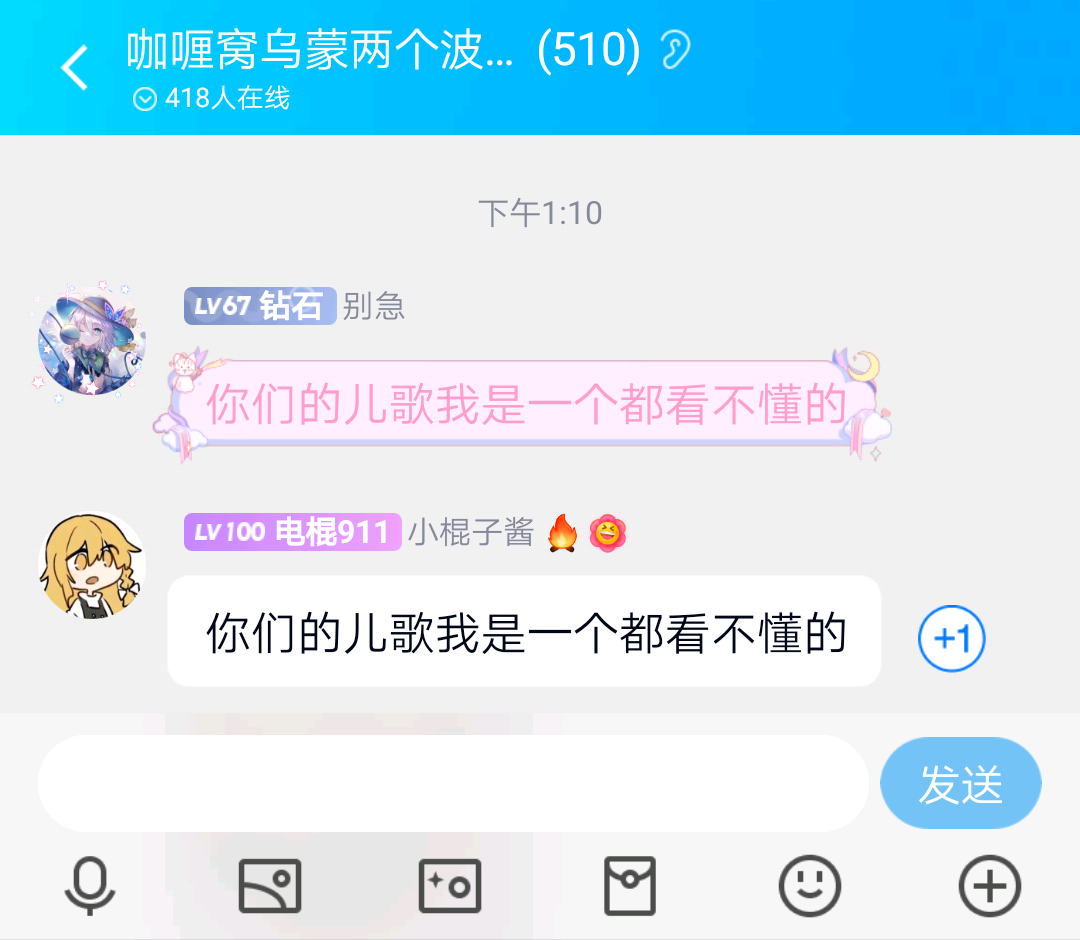 咖喱窝乌蒙两个波... (510)
418人在线
下午1:10
LV67 钻石 别急
你们的儿歌我是一个都看不懂的
LV100 电棍911 小棍子酱
你们的儿歌我是一个都看不懂的
+1
发送